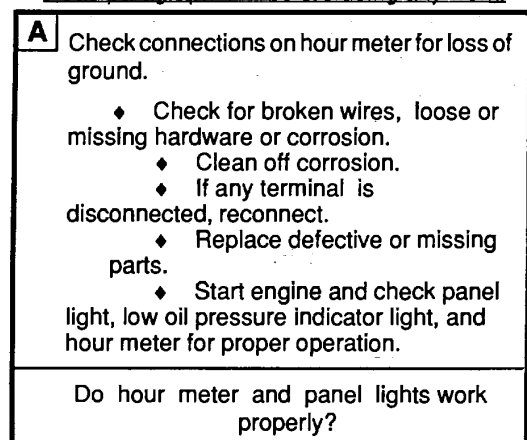 A
Check connections on hour meter for loss of
ground.
♦ Check for broken wires, loose or
missing hardware or corrosion.
♦ Clean off corrosion.
♦ If any terminal is
disconnected, reconnect.
♦ Replace defective or missing
parts.
♦ Start engine and check panel
light, low oil pressure indicator light, and
hour meter for proper operation.
Do hour meter and panel lights work
properly?